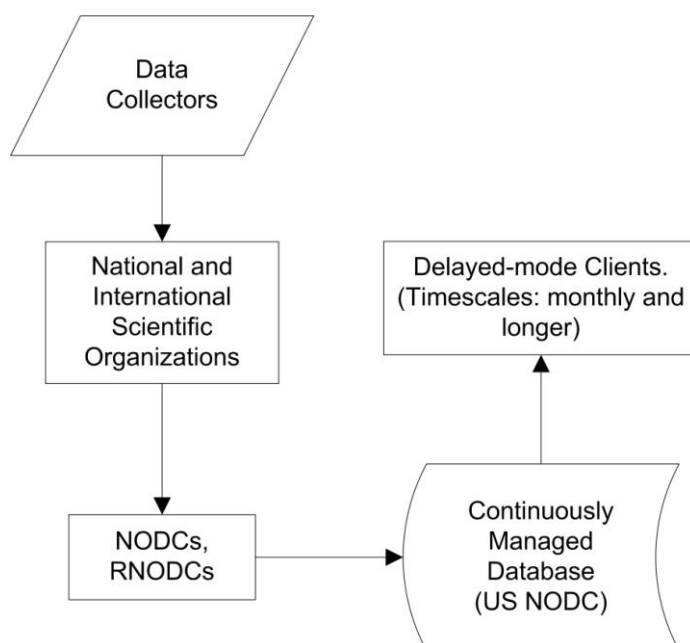 Data
Collectors
National and
International
Scientific
Organizations
NODCs,
RNODCs
Continuously
Managed
Database
(US NODC)
Delayed-mode Clients.
(Timescales: monthly and
longer)